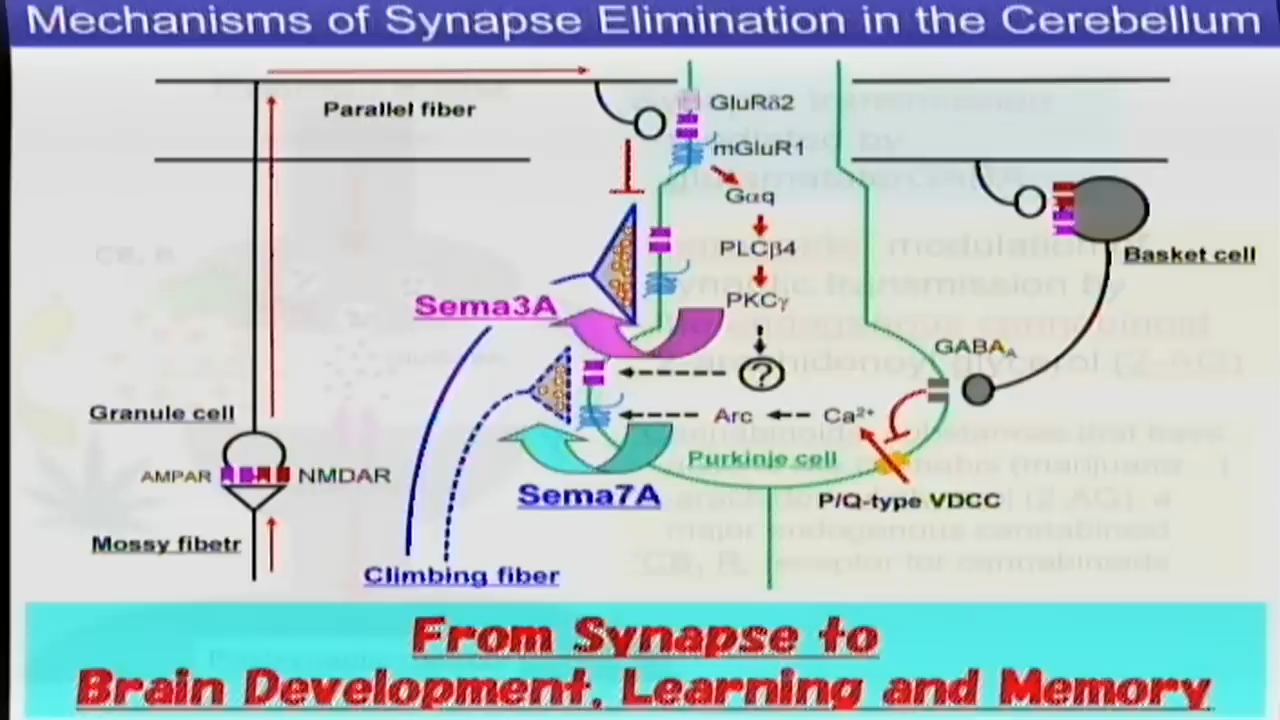 Mechanisms of Synapse Elimination in the Cerebellum
Parallel fiber
GluRδ2
mGluR1
Gαq
PLCβ4
PKCγ
?
Basket cell
Sema3A
GABAA
Granule cell
Arc
Ca2+
AMPAR
NMDAR
Purkinje cell
Sema7A
P/Q-type VDCC
Mossy fibetr
Climbing fiber
From Synapse to
Brain Development, Learning and Memory